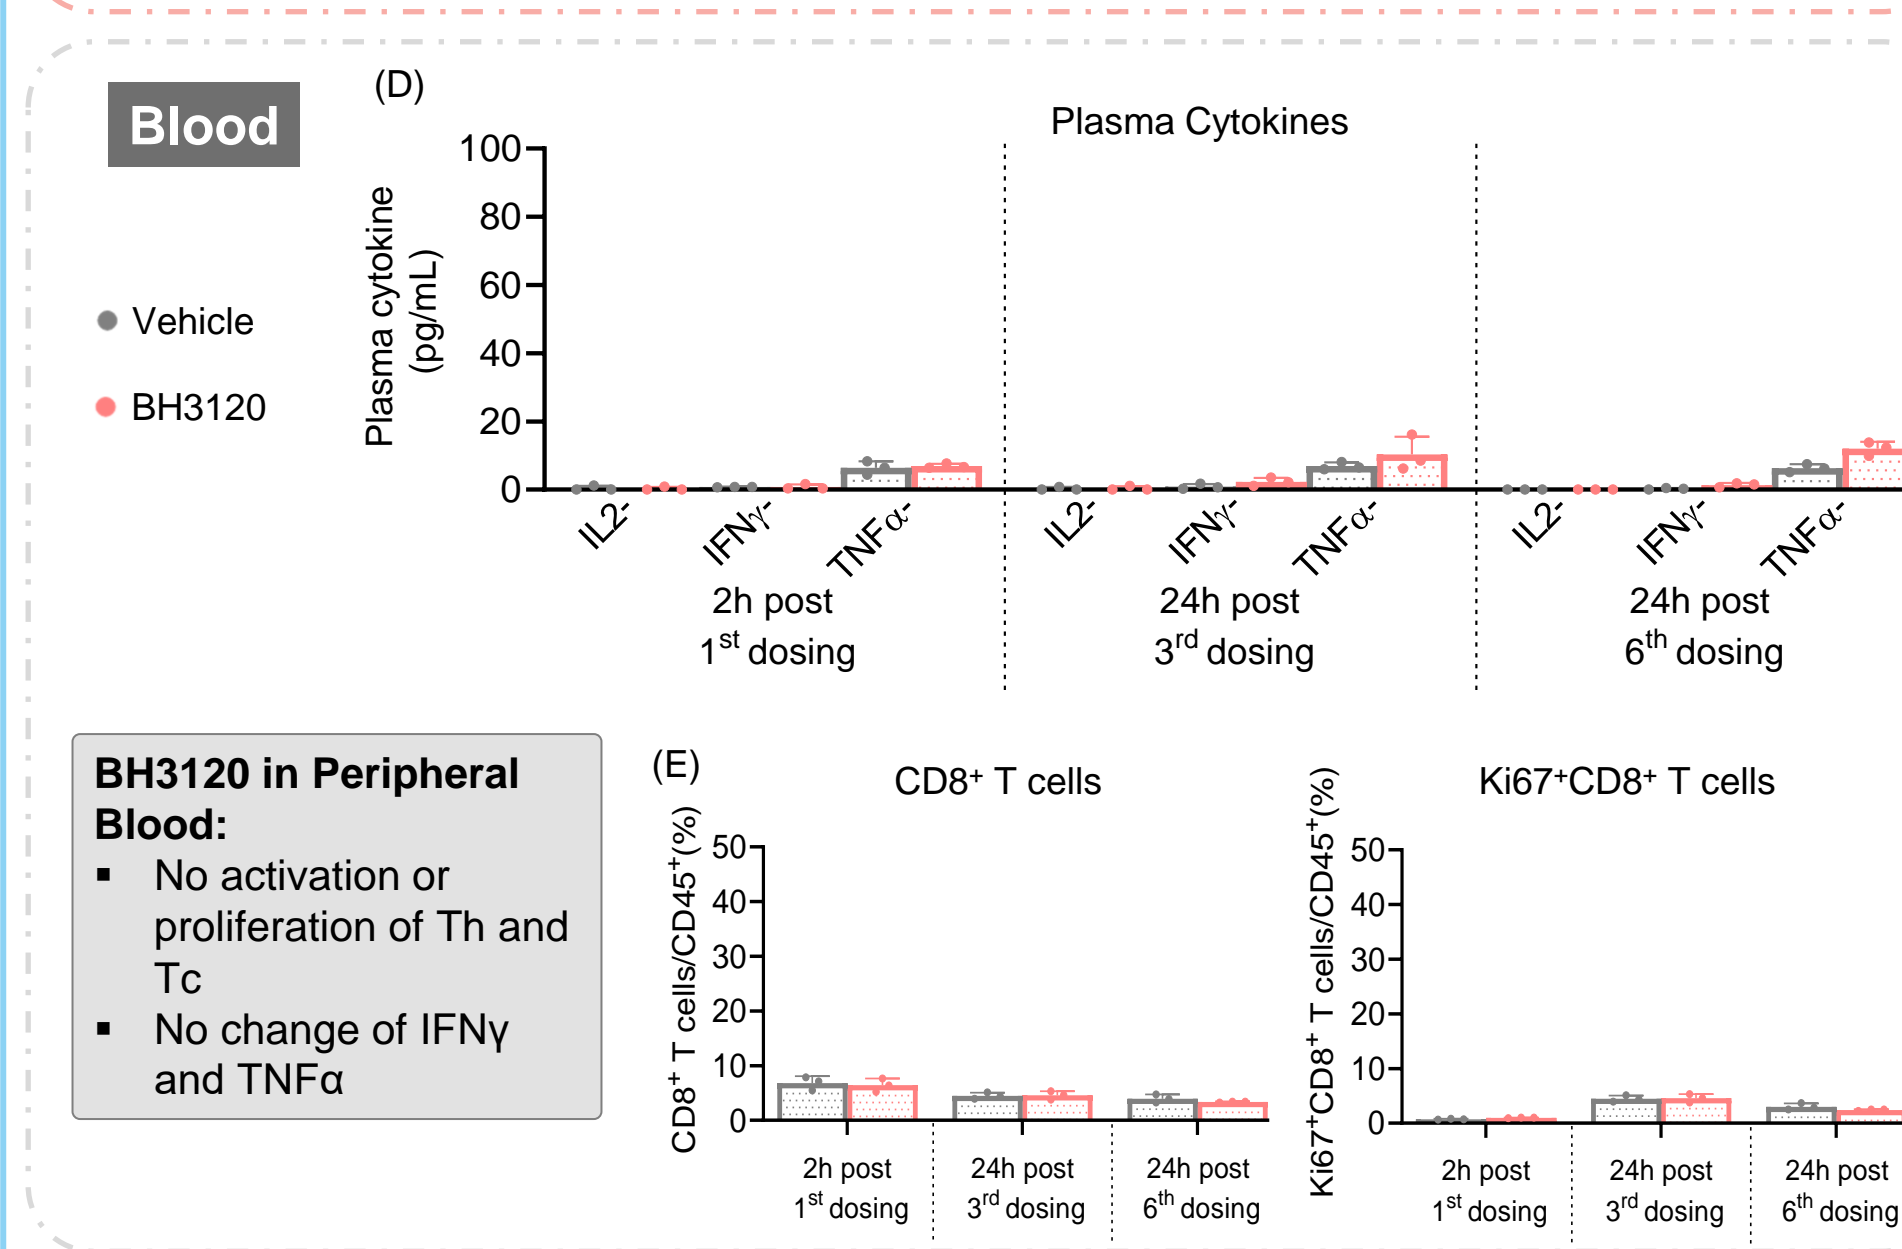 Blood
(D)
Plasma Cytokines
Plasma cytokine
(pg/mL)
100
80
60
40
20
0
Vehicle
BH3120
IL2-
IFNγ-
TNFα-
IL2-
IFNγ-
TNFα-
IL2-
IFNγ-
TNFα-
2h post
1st dosing
24h post
3rd dosing
24h post
6th dosing
BH3120 in Peripheral
Blood:
▪ No activation or
proliferation of Th and
Tc
▪ No change of IFNγ
and TNFα
(E)
CD8+ T cells
CD8+ T cells/CD45+(%)
50
40
30
20
10
0
2h post
1st dosing
24h post
3rd dosing
24h post
6th dosing
Ki67+CD8+ T cells
Ki67+CD8+ T cells/CD45+(%)
50
40
30
20
10
0
2h post
1st dosing
24h post
3rd dosing
24h post
6th dosing